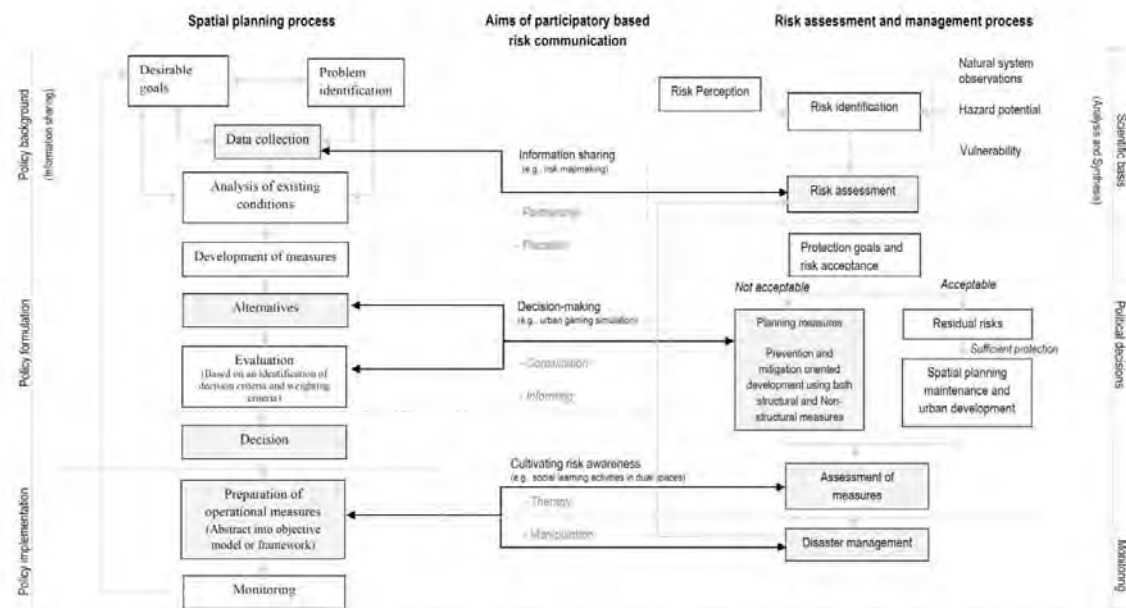 Spatial planning process
Aims of participatory based
risk communication
Risk assessment and management process
Policy background
(Information sharing)
Policy formulation
Policy implementation
Desirable
goals
Problem
identification
Data collection
Analysis of existing
conditions
Development of measures
Alternatives
Evaluation
(Based on an identification of
decision criteria and weighting
criteria)
Decision
Preparation of
operational measures
(Abstract into objective
model or framework)
Monitoring
Information sharing
(e.g., risk mapmaking)
- Partnership
- Placation
Decision-making
(e.g., urban gaming simulation)
- Consultation
- Informing
Cultivating risk awareness
(e.g., social learning activities in dual spaces)
- Therapy
- Manipulation
Risk Perception
Risk identification
Natural system
observations
Hazard potential
Vulnerability
Risk assessment
Protection goals and
risk acceptance
Not acceptable
Acceptable
Planning measures
Prevention and
mitigation oriented
development using both
structural and Non-
structural measures
Residual risks
Sufficient protection
Spatial planning
maintenance and
urban development
Assessment of
measures
Disaster management
Scientific basis
(Analysis and Synthesis)
Political decisions
Monitoring